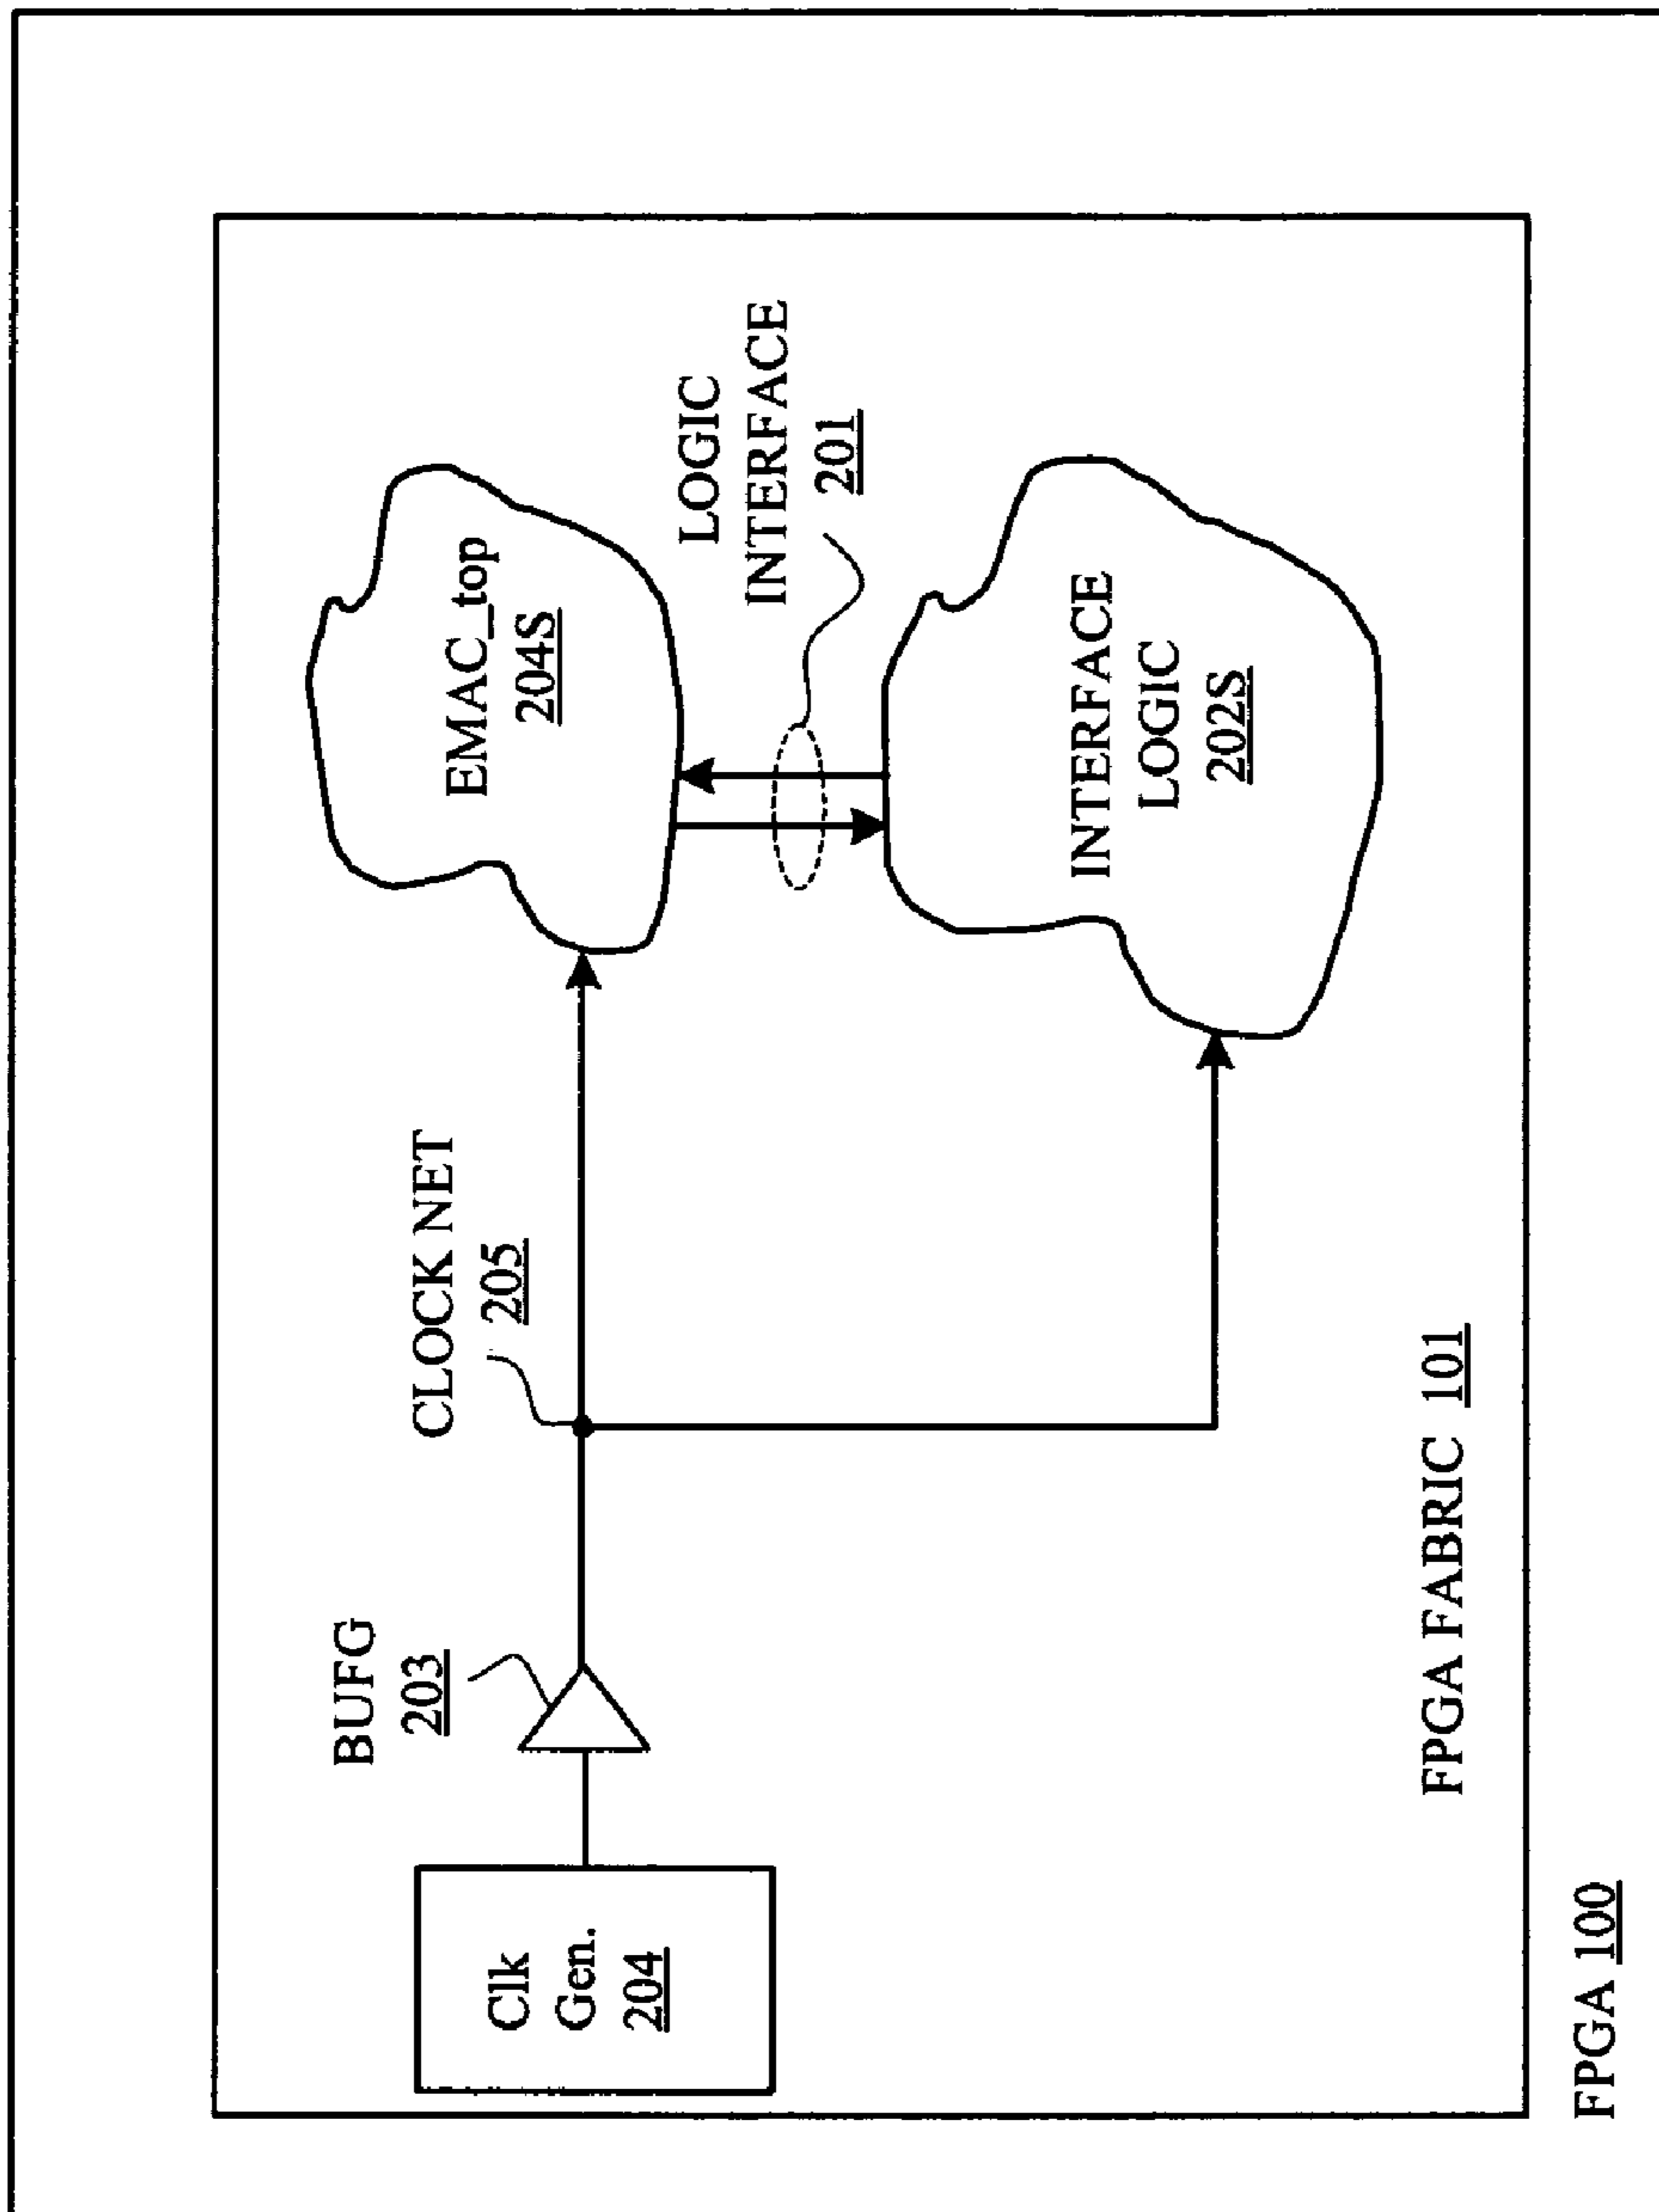 BUFG
203
CLOCK NET
205
EMAC_top
204S
Clk
Gen.
204
LOGIC
INTERFACE
201
INTERFACE
LOGIC
202S
FPGA FABRIC 101
FPGA 100